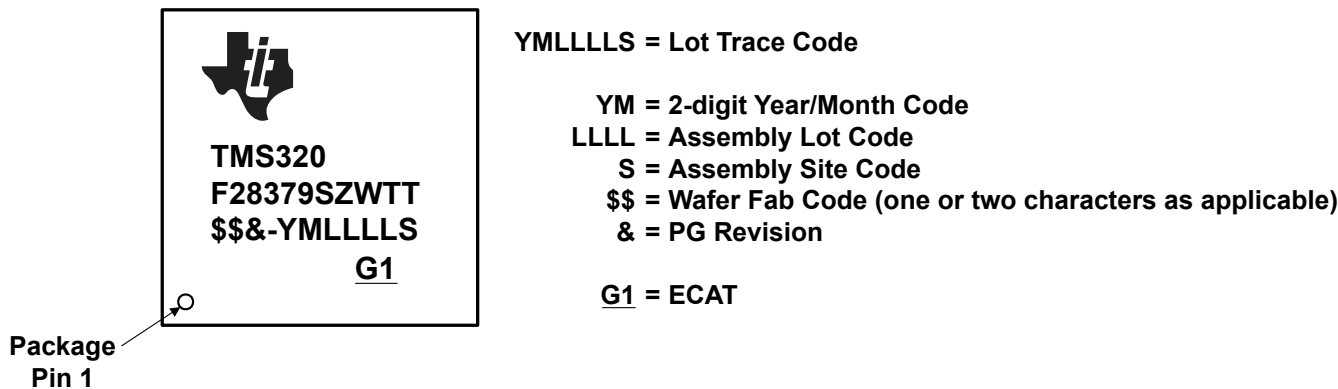 TMS320
F28379SZWTT
$$&-YMLLLLS
G1
Package
Pin 1
YMLLLLS = Lot Trace Code
YM = 2-digit Year/Month Code
LLLL = Assembly Lot Code
S = Assembly Site Code
$$ = Wafer Fab Code (one or two characters as applicable)
& = PG Revision
G1 = ECAT